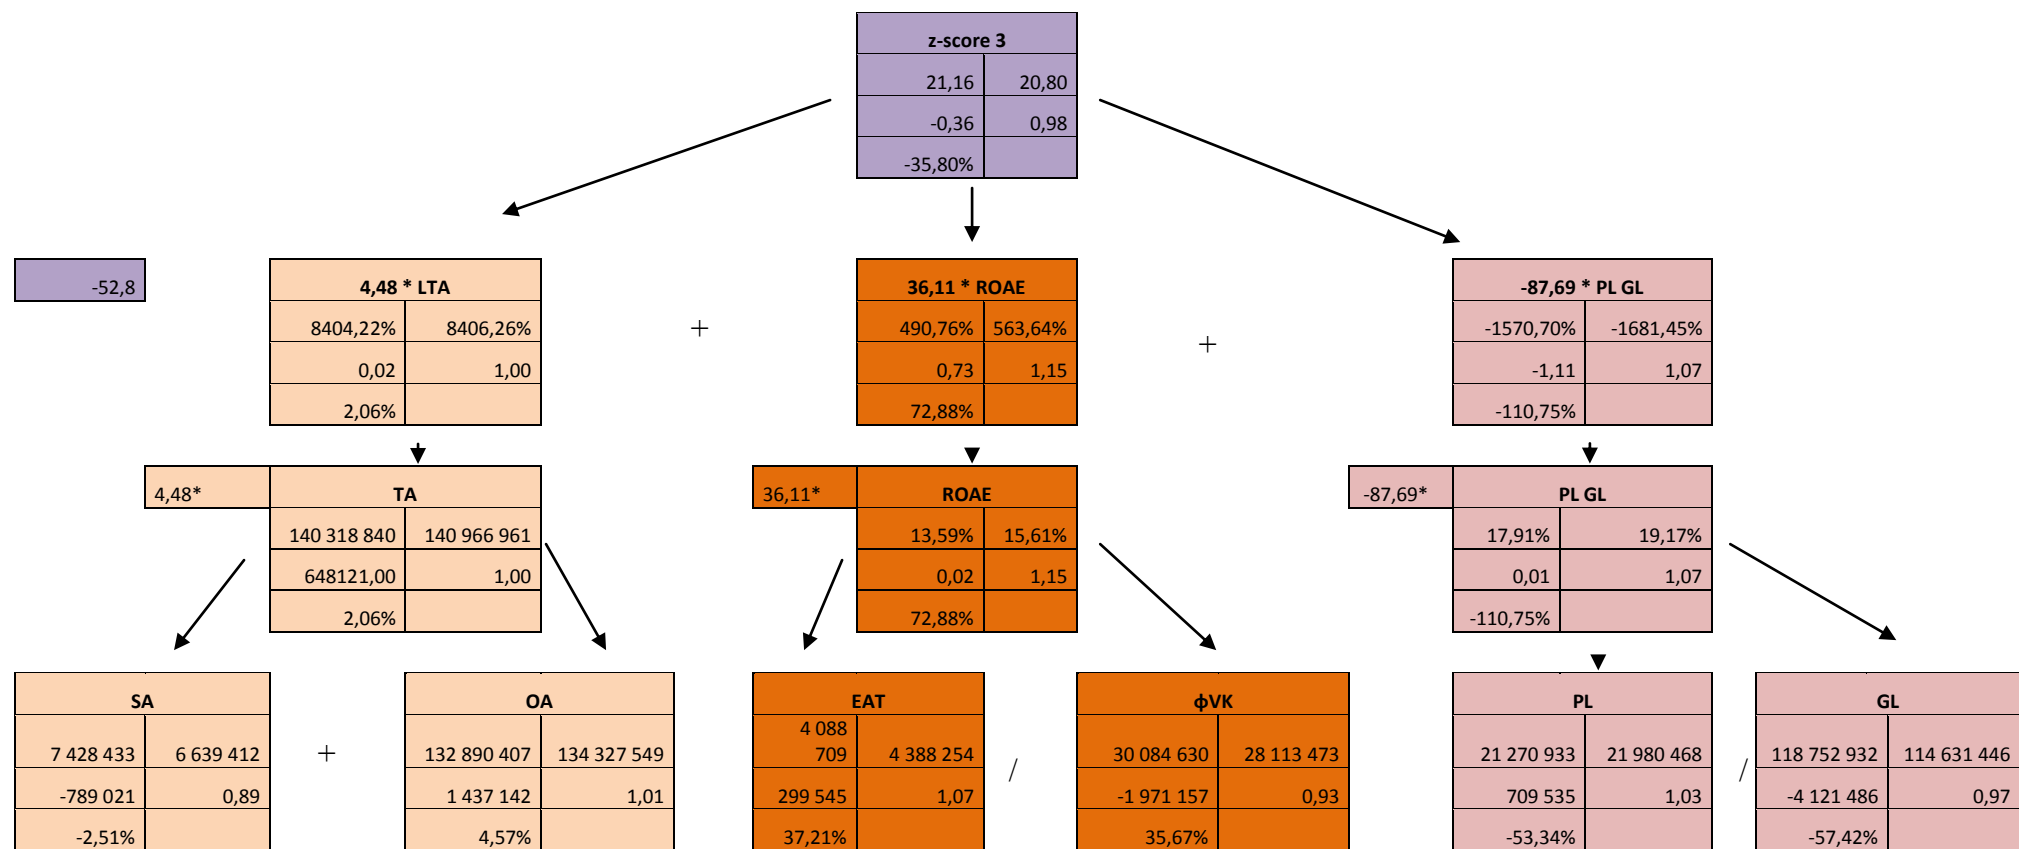 z-score 3
21,16 20,80
-0,36 0,98
-35,80%
-52,8 4,48 * LTA 36,11 * ROAE -87,69 * PL GL
8404,22% 8406,26% + 490,76% 563,64% + -1570,70% -1681,45%
0,02 1,00 0,73 1,15 -1,11 1,07
2,06% 72,88% -110,75%
4,48* TA 36,11* ROAE -87,69* PL GL
140 318 840 140 966 961 13,59% 15,61% 17,91% 19,17%
648121,00 1,00 0,02 1,15 0,01 1,07
2,06% 72,88% -110,75%
SA OA EAT ϕVK PL GL
7 428 433 6 639 412 + 132 890 407 134 327 549 4 088 709 4 388 254 / 30 084 630 28 113 473 21 270 933 21 980 468 / 118 752 932 114 631 446
-789 021 0,89 1 437 142 1,01 299 545 1,07 -1 971 157 0,93 709 535 1,03 -4 121 486 0,97
-2,51% 4,57% 37,21% 35,67% -53,34% -57,42%